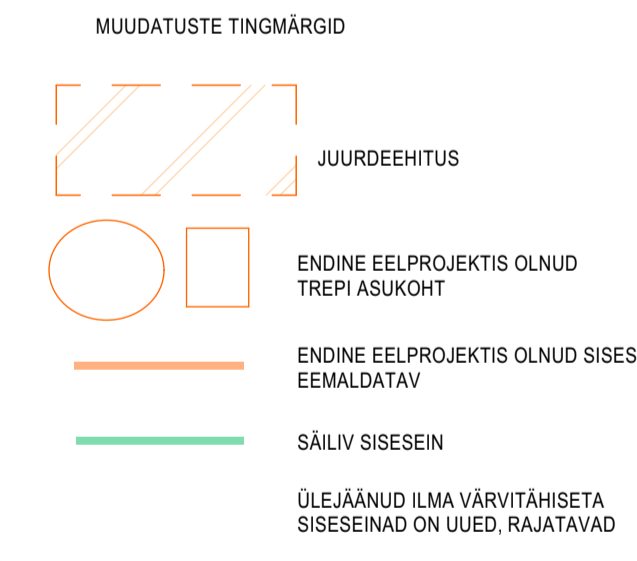 MUUDATUSTE TINGMÄRGID
JUURDEEHITUS
ENDINE EELPROJEKTIS OLNUD
TREPI ASUKOHT
ENDINE EELPROJEKTIS OLNUD SISES
EEMALDATAV
SÄILIV SISESEIN
ÜLEJÄÄNUD ILMA VÄRVITÄHISETA
SISESEINAD ON UUED, RAJATAVAD